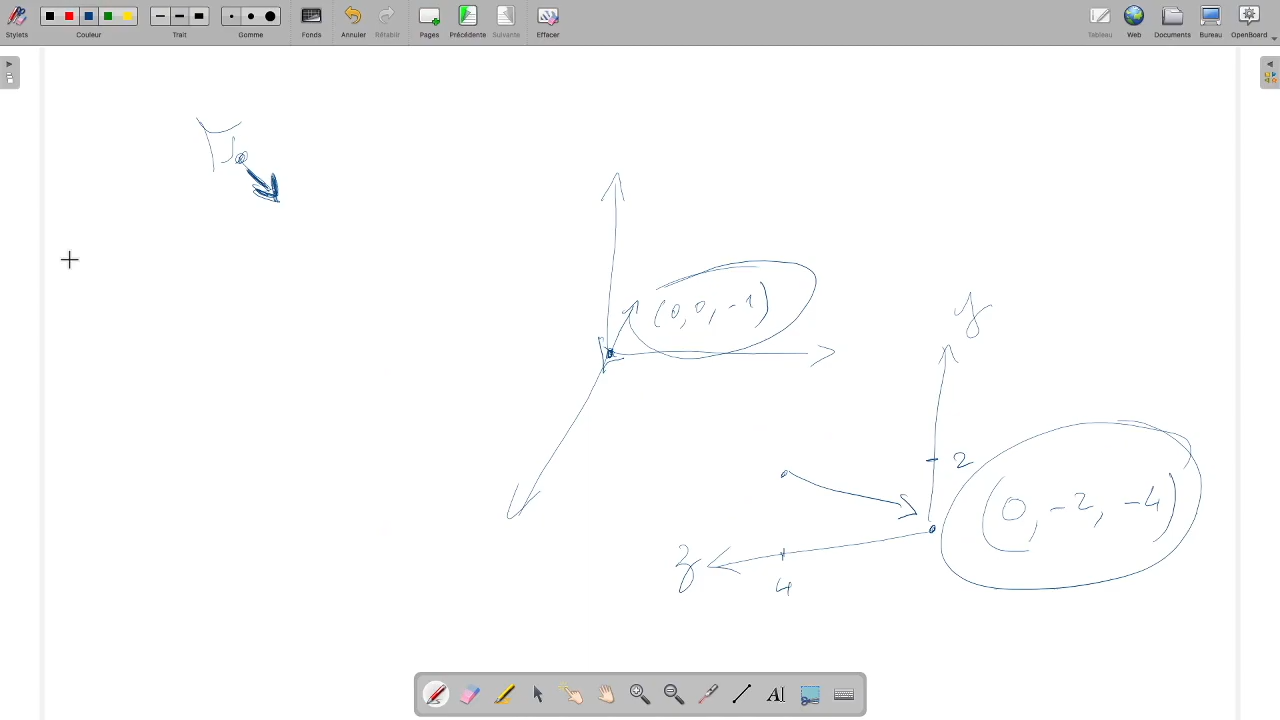 Stylets Couleur Trait Gomme Fonds Annuler Rétablir Pages Précédente Suivante Effacer Tableau Web Documents Bureau OpenBoard
(0, 0, -1)
y
2
(0, -2, -4)
z
4
AI